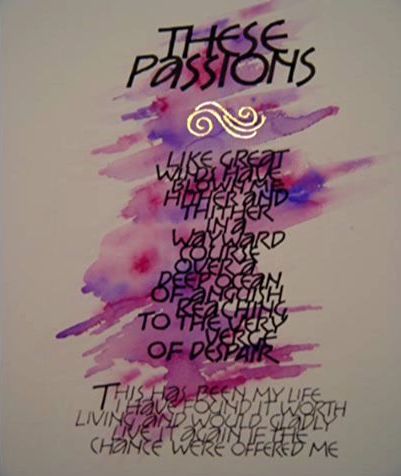 THESE
PASSIONS
LIKE GREAT
WINDS HAVE
BLOWN ME
HITHER AND
THITHER
IN A
WAYWARD
COURSE
OVER A
DEEP OCEAN
OF ANGUISH
REACHING
TO THE VERY
VERGE
OF DESPAIR
THIS HAS BEEN MY LIFE
I HAVE FOUND IT WORTH
LIVING AND WOULD GLADLY
LIVE IT AGAIN IF THE
CHANCE WERE OFFERED ME